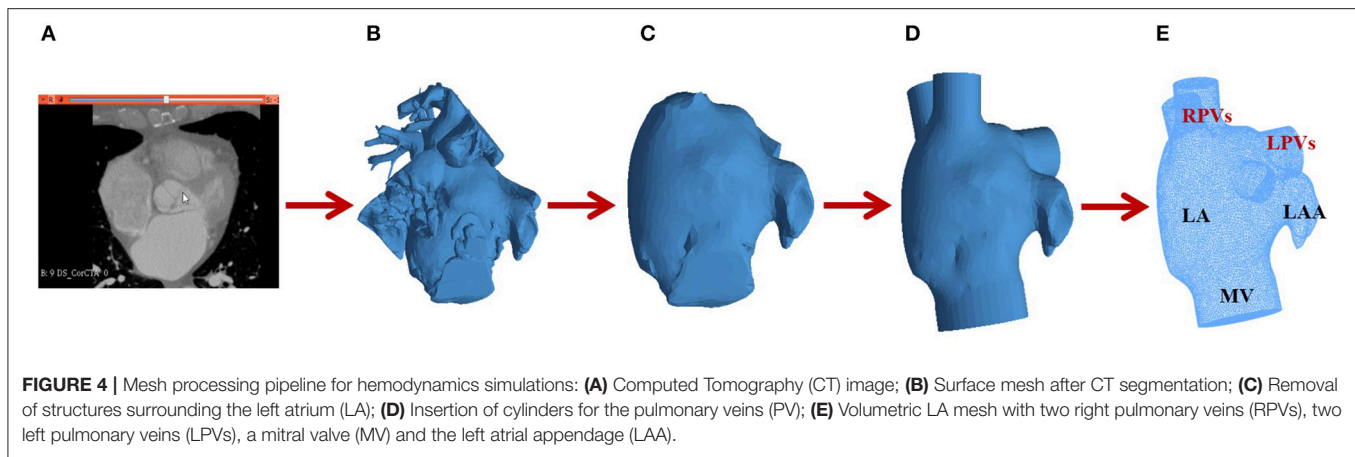 A B C D E
R
S: -1
B: 9 DS_CorCTA 0
RPVs
LPVs
LA
LAA
MV
FIGURE 4 | Mesh processing pipeline for hemodynamics simulations: (A) Computed Tomography (CT) image; (B) Surface mesh after CT segmentation; (C) Removal
of structures surrounding the left atrium (LA); (D) Insertion of cylinders for the pulmonary veins (PV); (E) Volumetric LA mesh with two right pulmonary veins (RPVs), two
left pulmonary veins (LPVs), a mitral valve (MV) and the left atrial appendage (LAA).